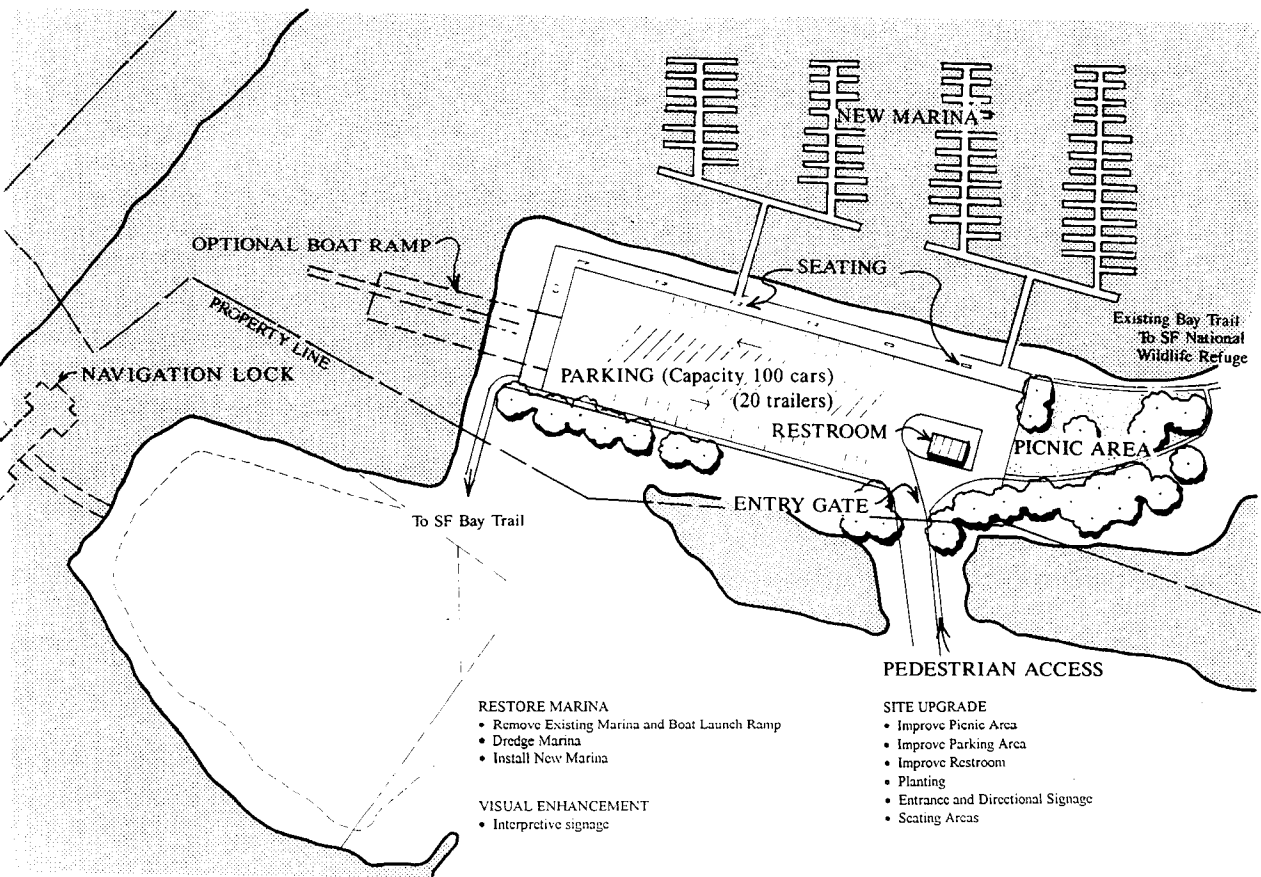 NEW MARINA
OPTIONAL BOAT RAMP
SEATING
PROPERTY LINE
Existing Bay Trail
To SF National
Wildlife Refuge
NAVIGATION LOCK
PARKING (Capacity 100 cars)
(20 trailers)
RESTROOM
PICNIC AREA
ENTRY GATE
To SF Bay Trail
PEDESTRIAN ACCESS
RESTORE MARINA
• Remove Existing Marina and Boat Launch Ramp
• Dredge Marina
• Install New Marina
VISUAL ENHANCEMENT
• Interpretive signage
SITE UPGRADE
• Improve Picnic Area
• Improve Parking Area
• Improve Restroom
• Planting
• Entrance and Directional Signage
• Seating Areas